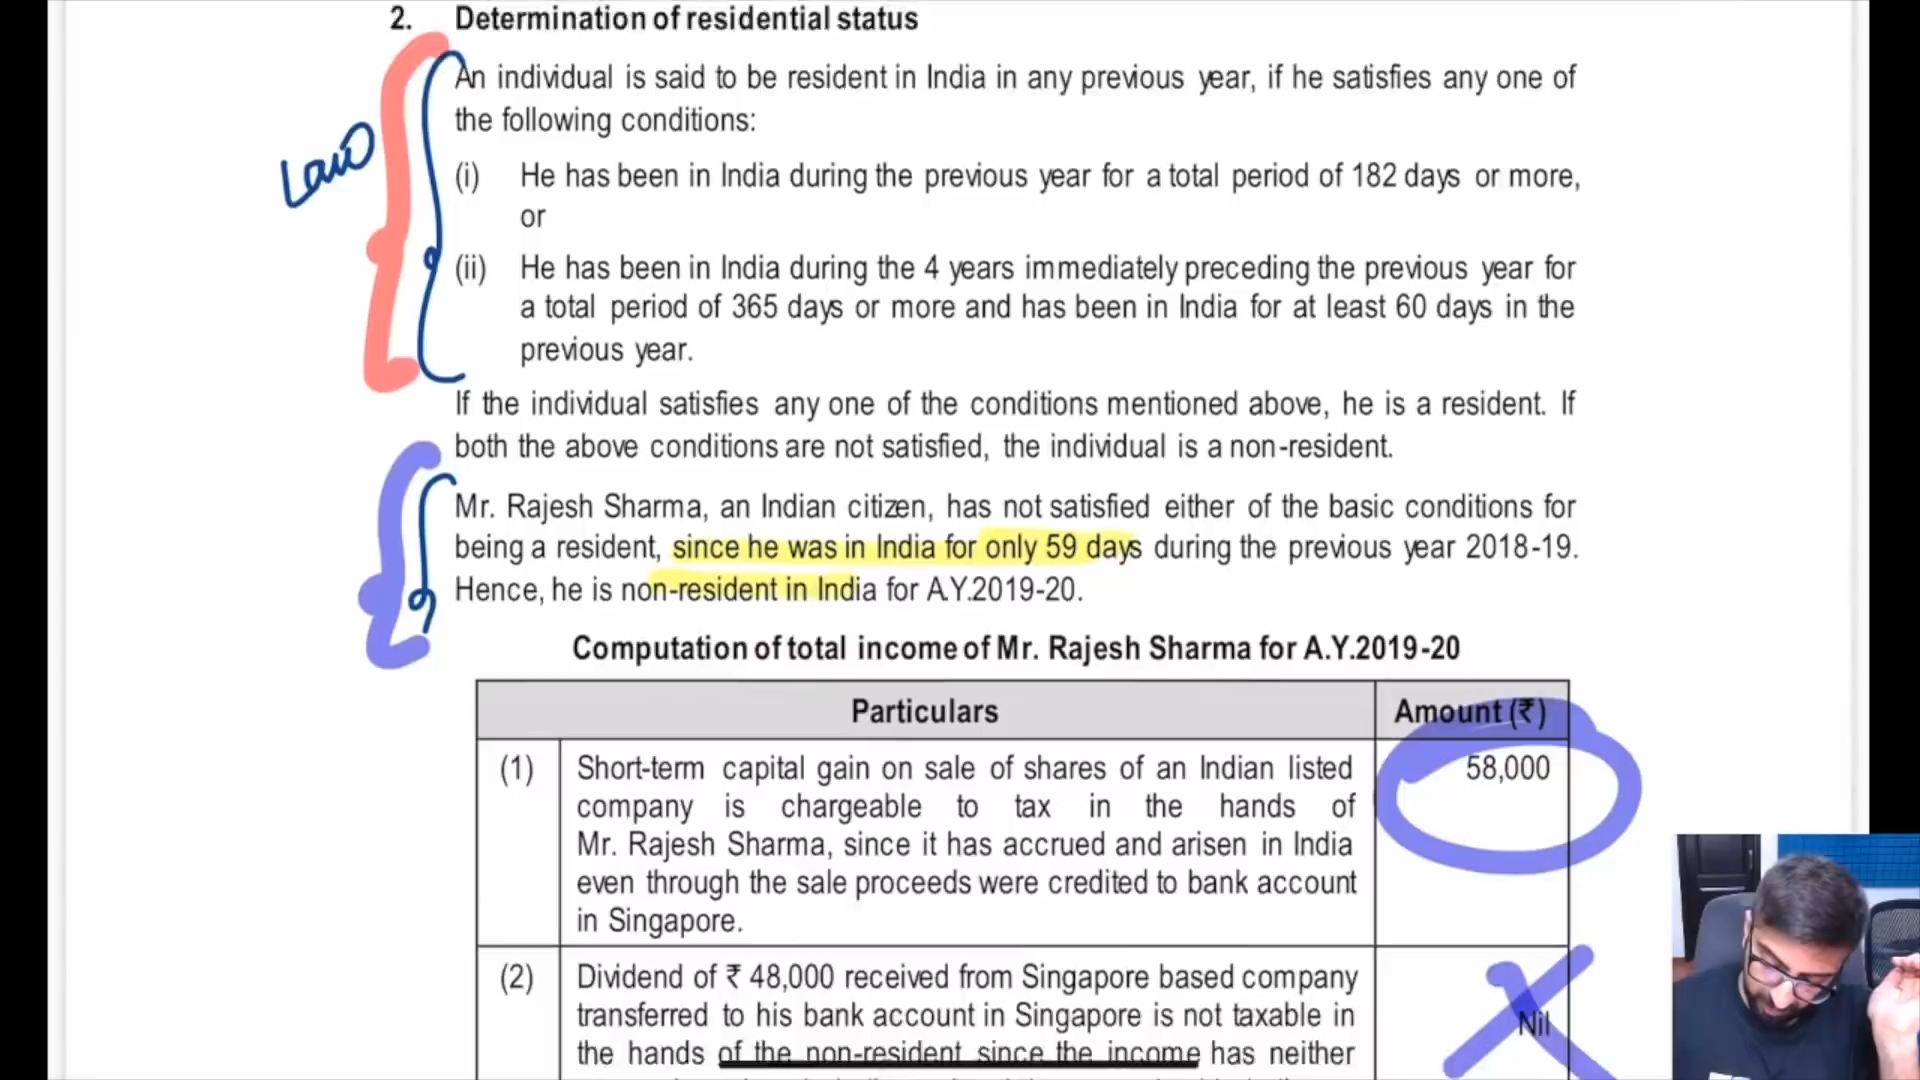 2. Determination of residential status
An individual is said to be resident in India in any previous year, if he satisfies any one of
the following conditions:
Law
(i) He has been in India during the previous year for a total period of 182 days or more,
or
(ii) He has been in India during the 4 years immediately preceding the previous year for
a total period of 365 days or more and has been in India for at least 60 days in the
previous year.
If the individual satisfies any one of the conditions mentioned above, he is a resident. If
both the above conditions are not satisfied, the individual is a non-resident.
Mr. Rajesh Sharma, an Indian citizen, has not satisfied either of the basic conditions for
being a resident, since he was in India for only 59 days during the previous year 2018-19.
Hence, he is non-resident in India for A.Y.2019-20.
Computation of total income of Mr. Rajesh Sharma for A.Y.2019-20
Particulars Amount (₹)
(1) Short-term capital gain on sale of shares of an Indian listed 58,000
company is chargeable to tax in the hands of
Mr. Rajesh Sharma, since it has accrued and arisen in India
even through the sale proceeds were credited to bank account
in Singapore.
(2) Dividend of ₹ 48,000 received from Singapore based company
transferred to his bank account in Singapore is not taxable in Nil
the hands of the non-resident since the income has neither